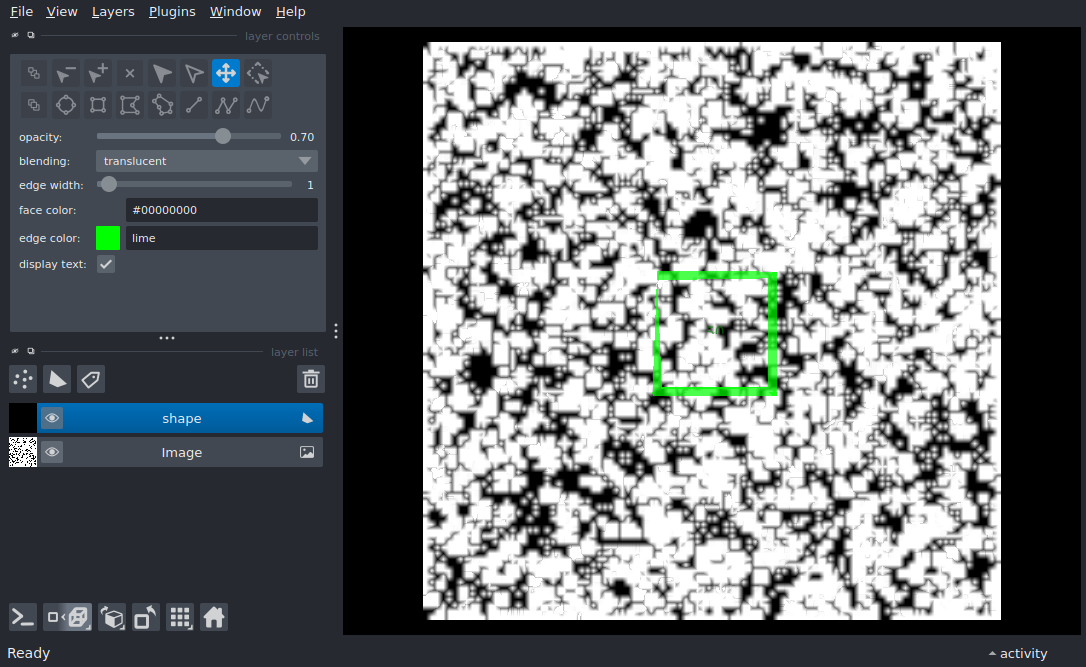 File View Layers Plugins Window Help
layer controls
opacity: 0.70
blending: translucent
edge width: 1
face color: #00000000
edge color: lime
display text:
layer list
shape
Image
Ready
activity